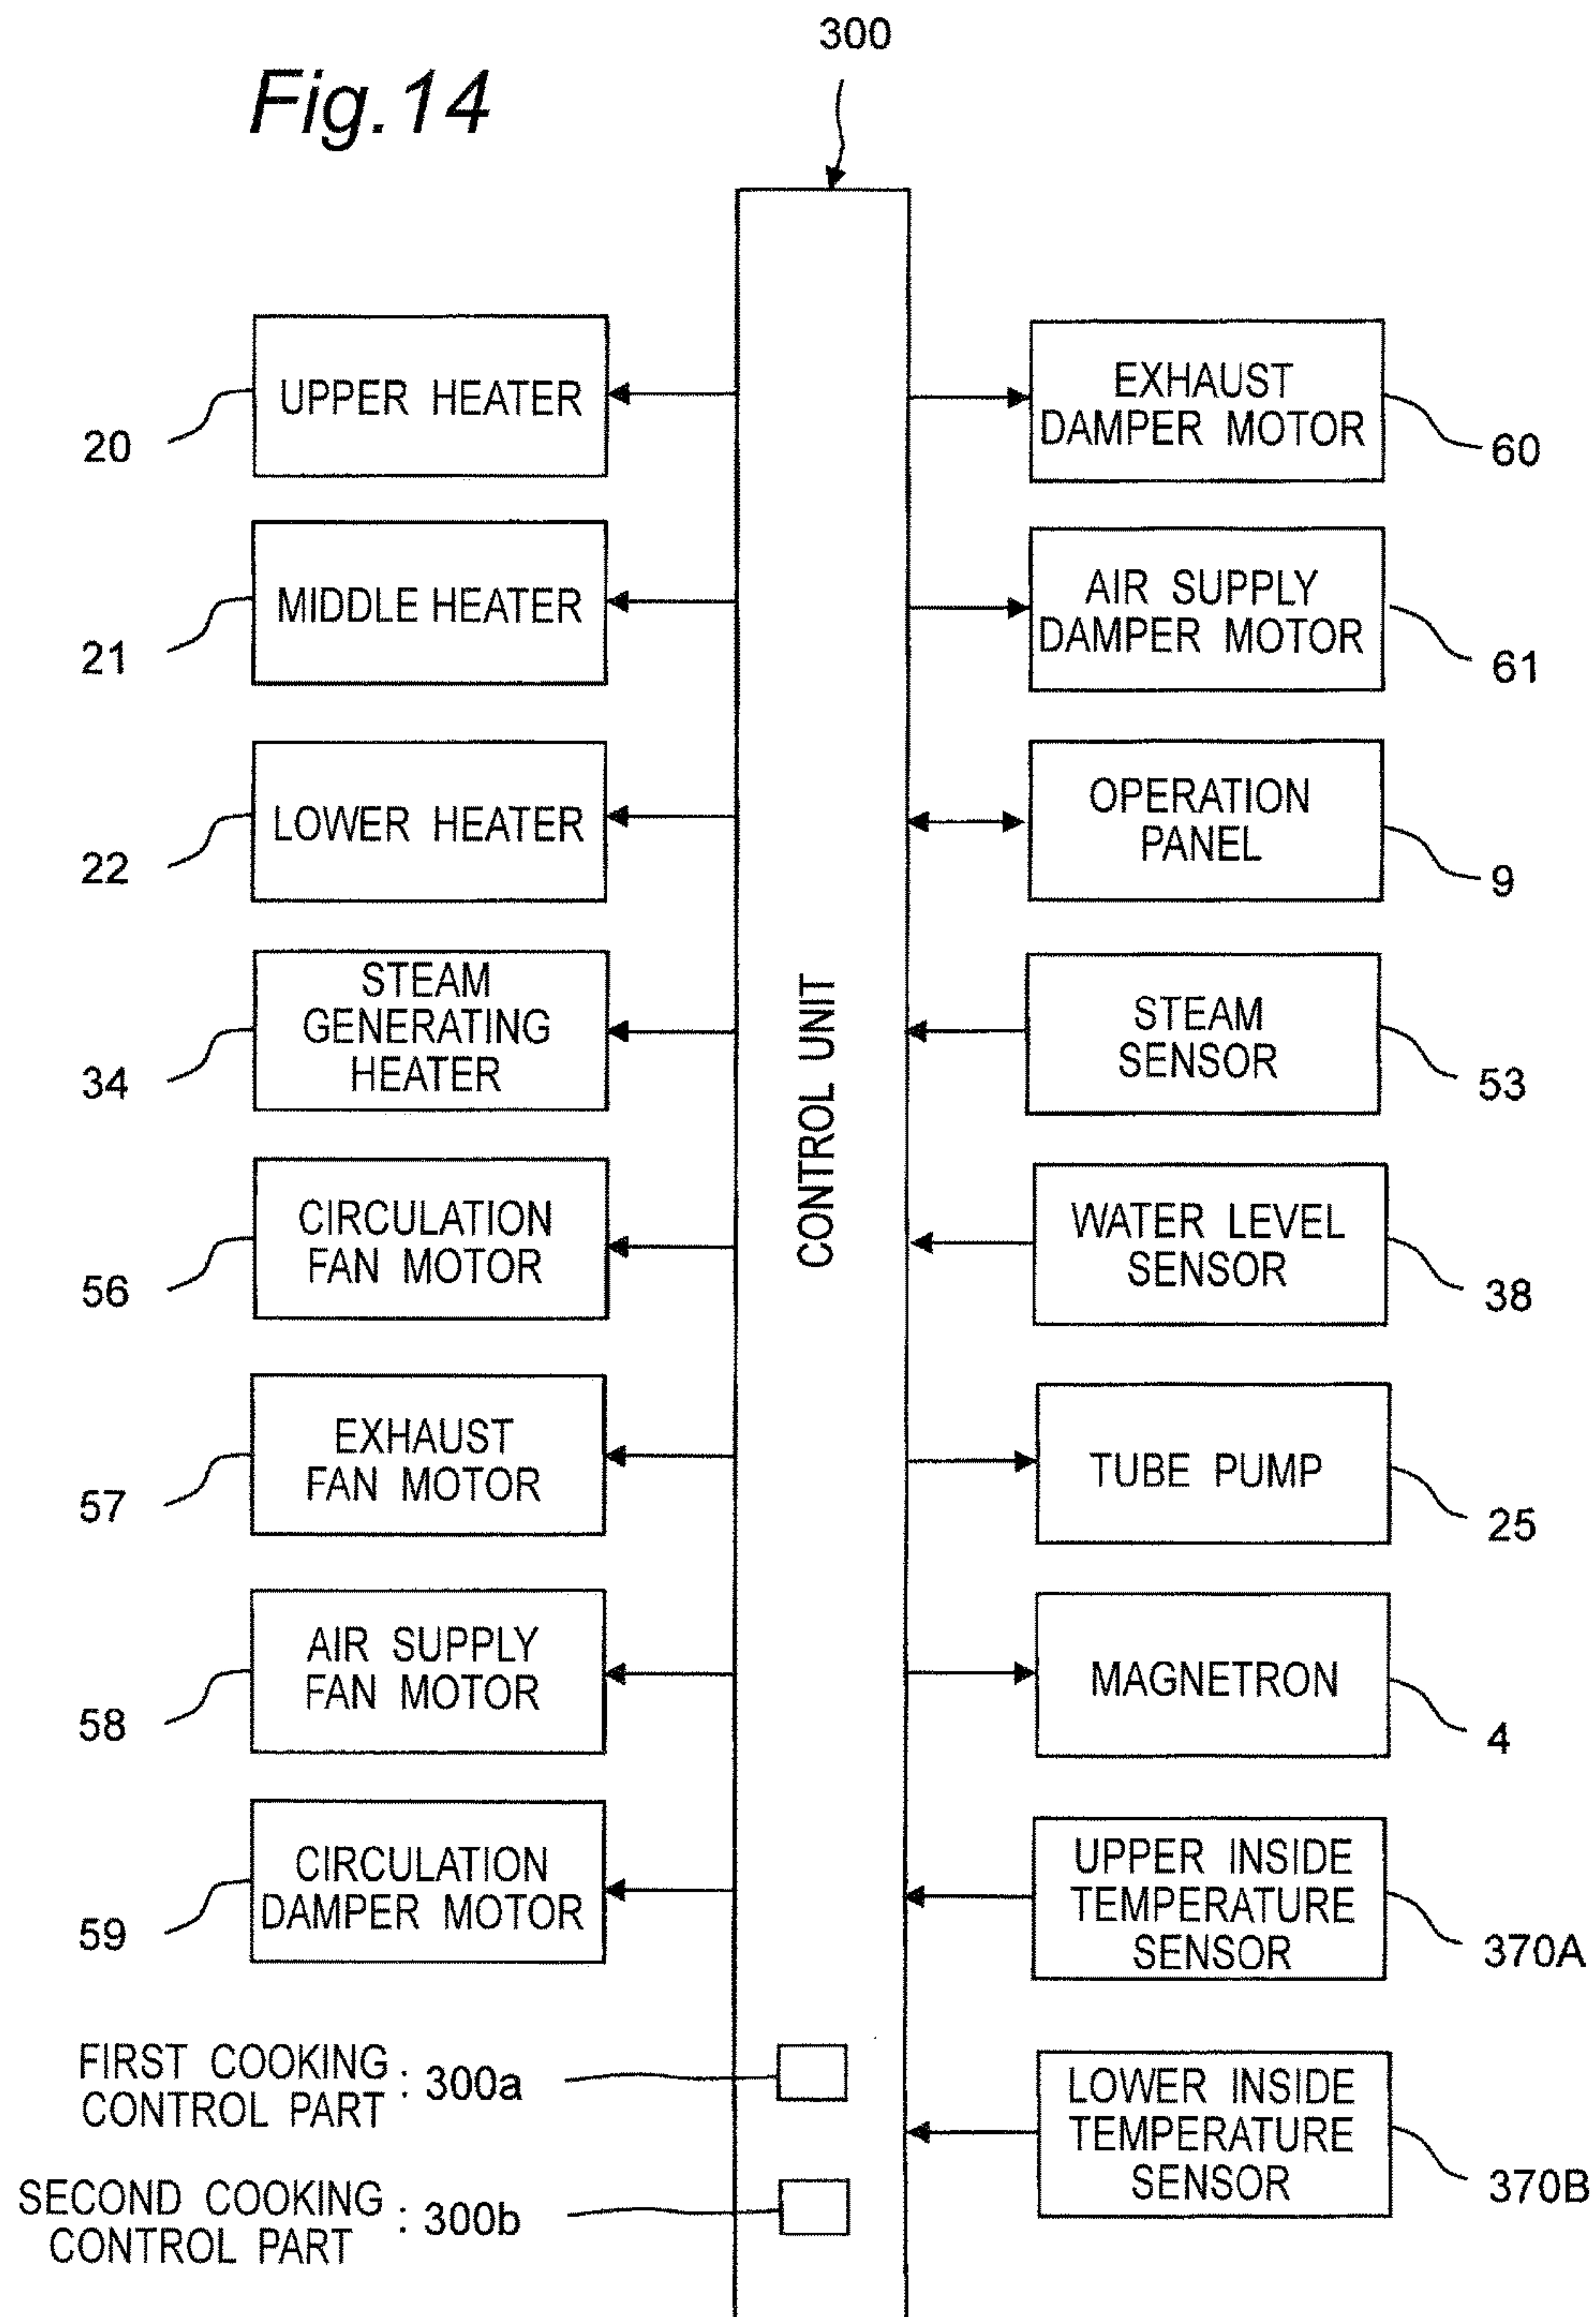 300
Fig.14
UPPER HEATER
20
MIDDLE HEATER
21
LOWER HEATER
22
STEAM
GENERATING
HEATER
34
CIRCULATION
FAN MOTOR
56
EXHAUST
FAN MOTOR
57
AIR SUPPLY
FAN MOTOR
58
CIRCULATION
DAMPER MOTOR
59
FIRST COOKING
CONTROL PART : 300a
SECOND COOKING
CONTROL PART : 300b
CONTROL UNIT
EXHAUST
DAMPER MOTOR
60
AIR SUPPLY
DAMPER MOTOR
61
OPERATION
PANEL
9
STEAM
SENSOR
53
WATER LEVEL
SENSOR
38
TUBE PUMP
25
MAGNETRON
4
UPPER INSIDE
TEMPERATURE
SENSOR
370A
LOWER INSIDE
TEMPERATURE
SENSOR
370B